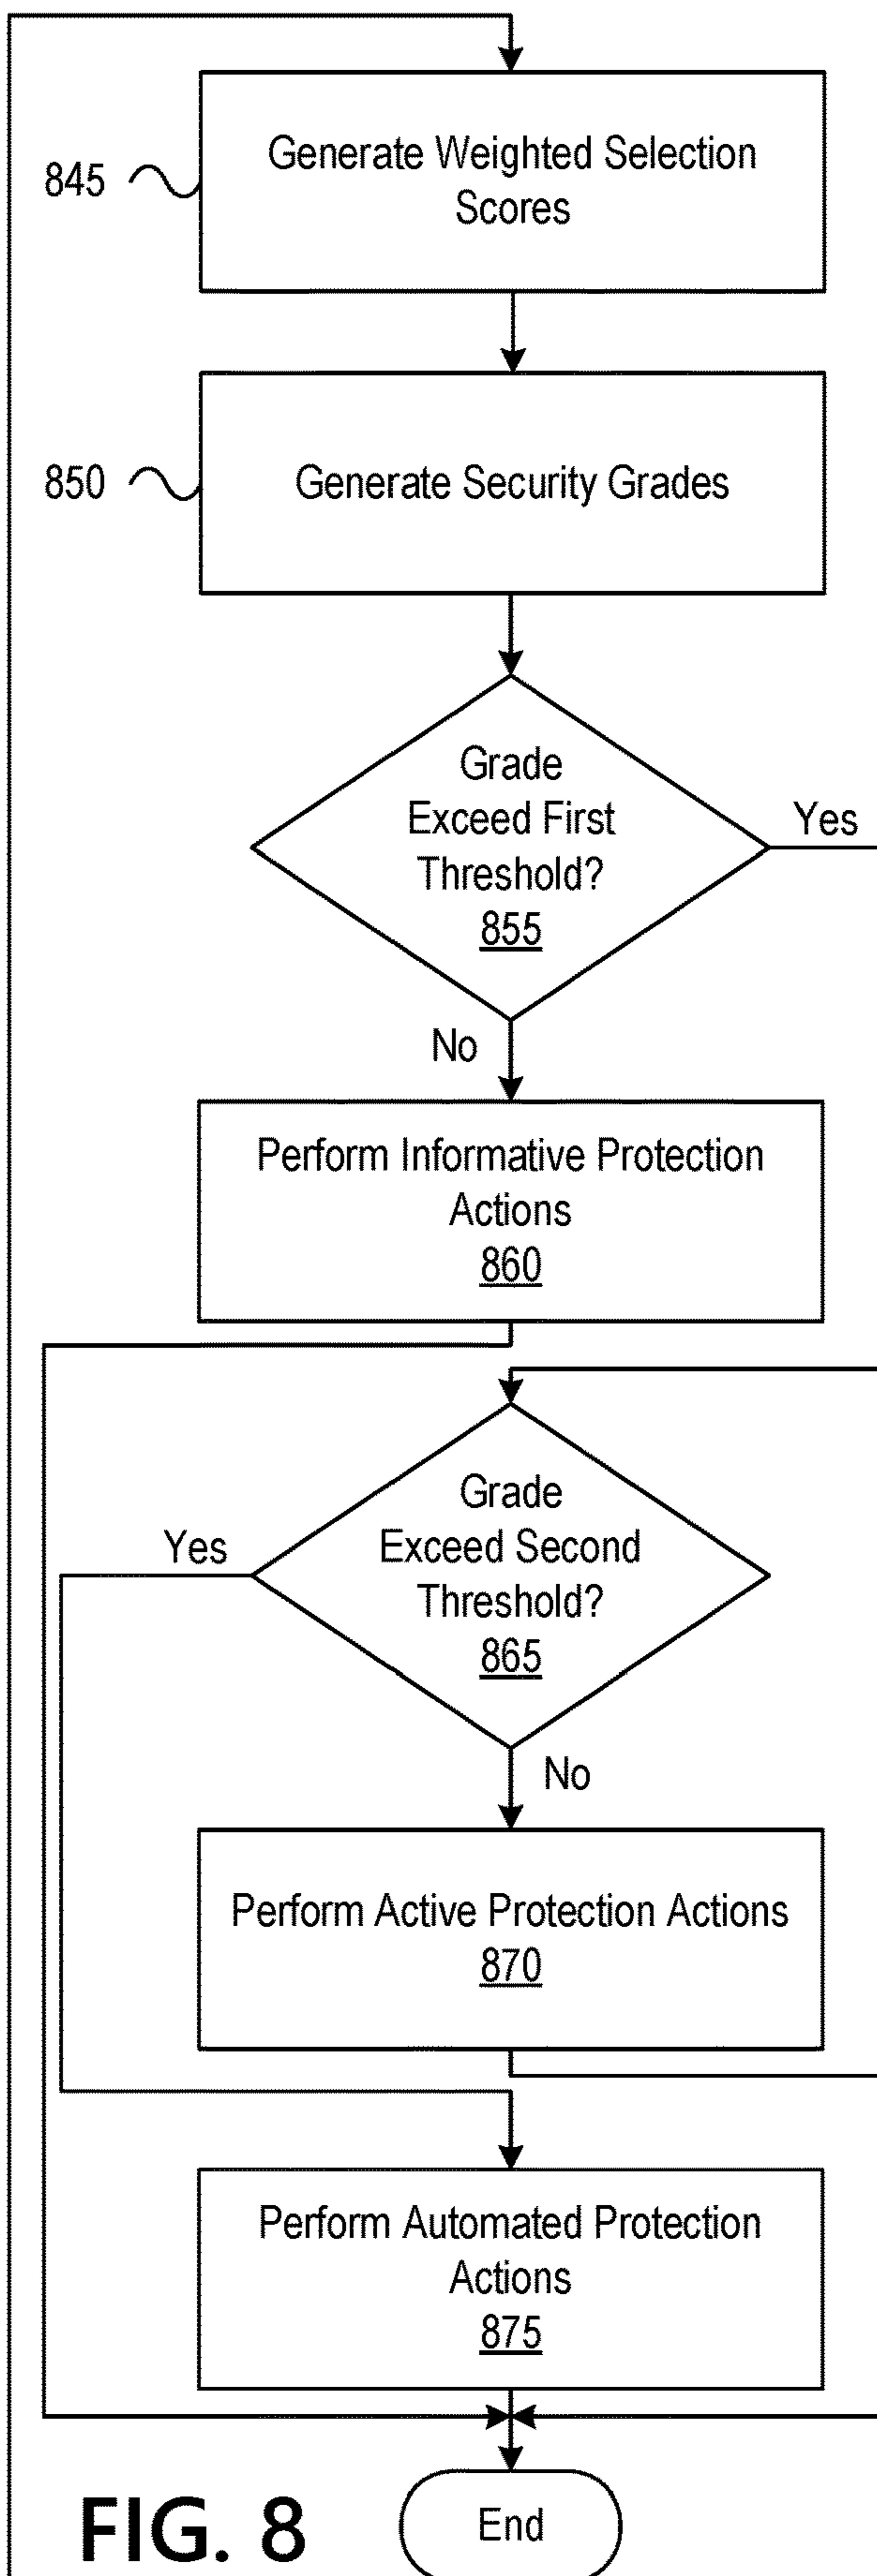 845
Generate Weighted Selection
Scores
850
Generate Security Grades
Grade
Exceed First
Threshold?
855
Yes
No
Perform Informative Protection
Actions
860
Grade
Exceed Second
Threshold?
865
Yes
No
Perform Active Protection Actions
870
Perform Automated Protection
Actions
875
End
FIG. 8